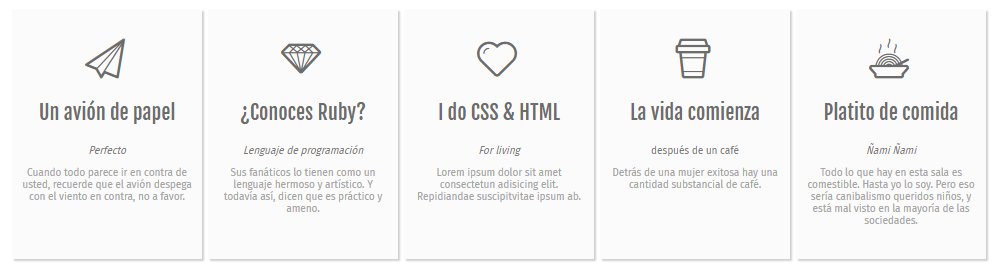 Un avión de papel
Perfecto
Cuando todo parece ir en contra de
usted, recuerde que el avión despega
con el viento en contra, no a favor.
¿Conoces Ruby?
Lenguaje de programación
Sus fanáticos lo tienen como un
lenguaje hermoso y artístico. Y
todavía así, dicen que es práctico y
ameno.
I do CSS & HTML
For living
Lorem ipsum dolor sit amet
consectetun adisicing elit.
Repidiandae suscipitvitae ipsum ab.
La vida comienza
después de un café
Detrás de una mujer exitosa hay una
cantidad substancial de café.
Platito de comida
Ñami Ñami
Todo lo que hay en esta sala es
comestible. Hasta yo lo soy. Pero eso
sería canibalismo queridos niños, y
está mal visto en la mayoría de las
sociedades.